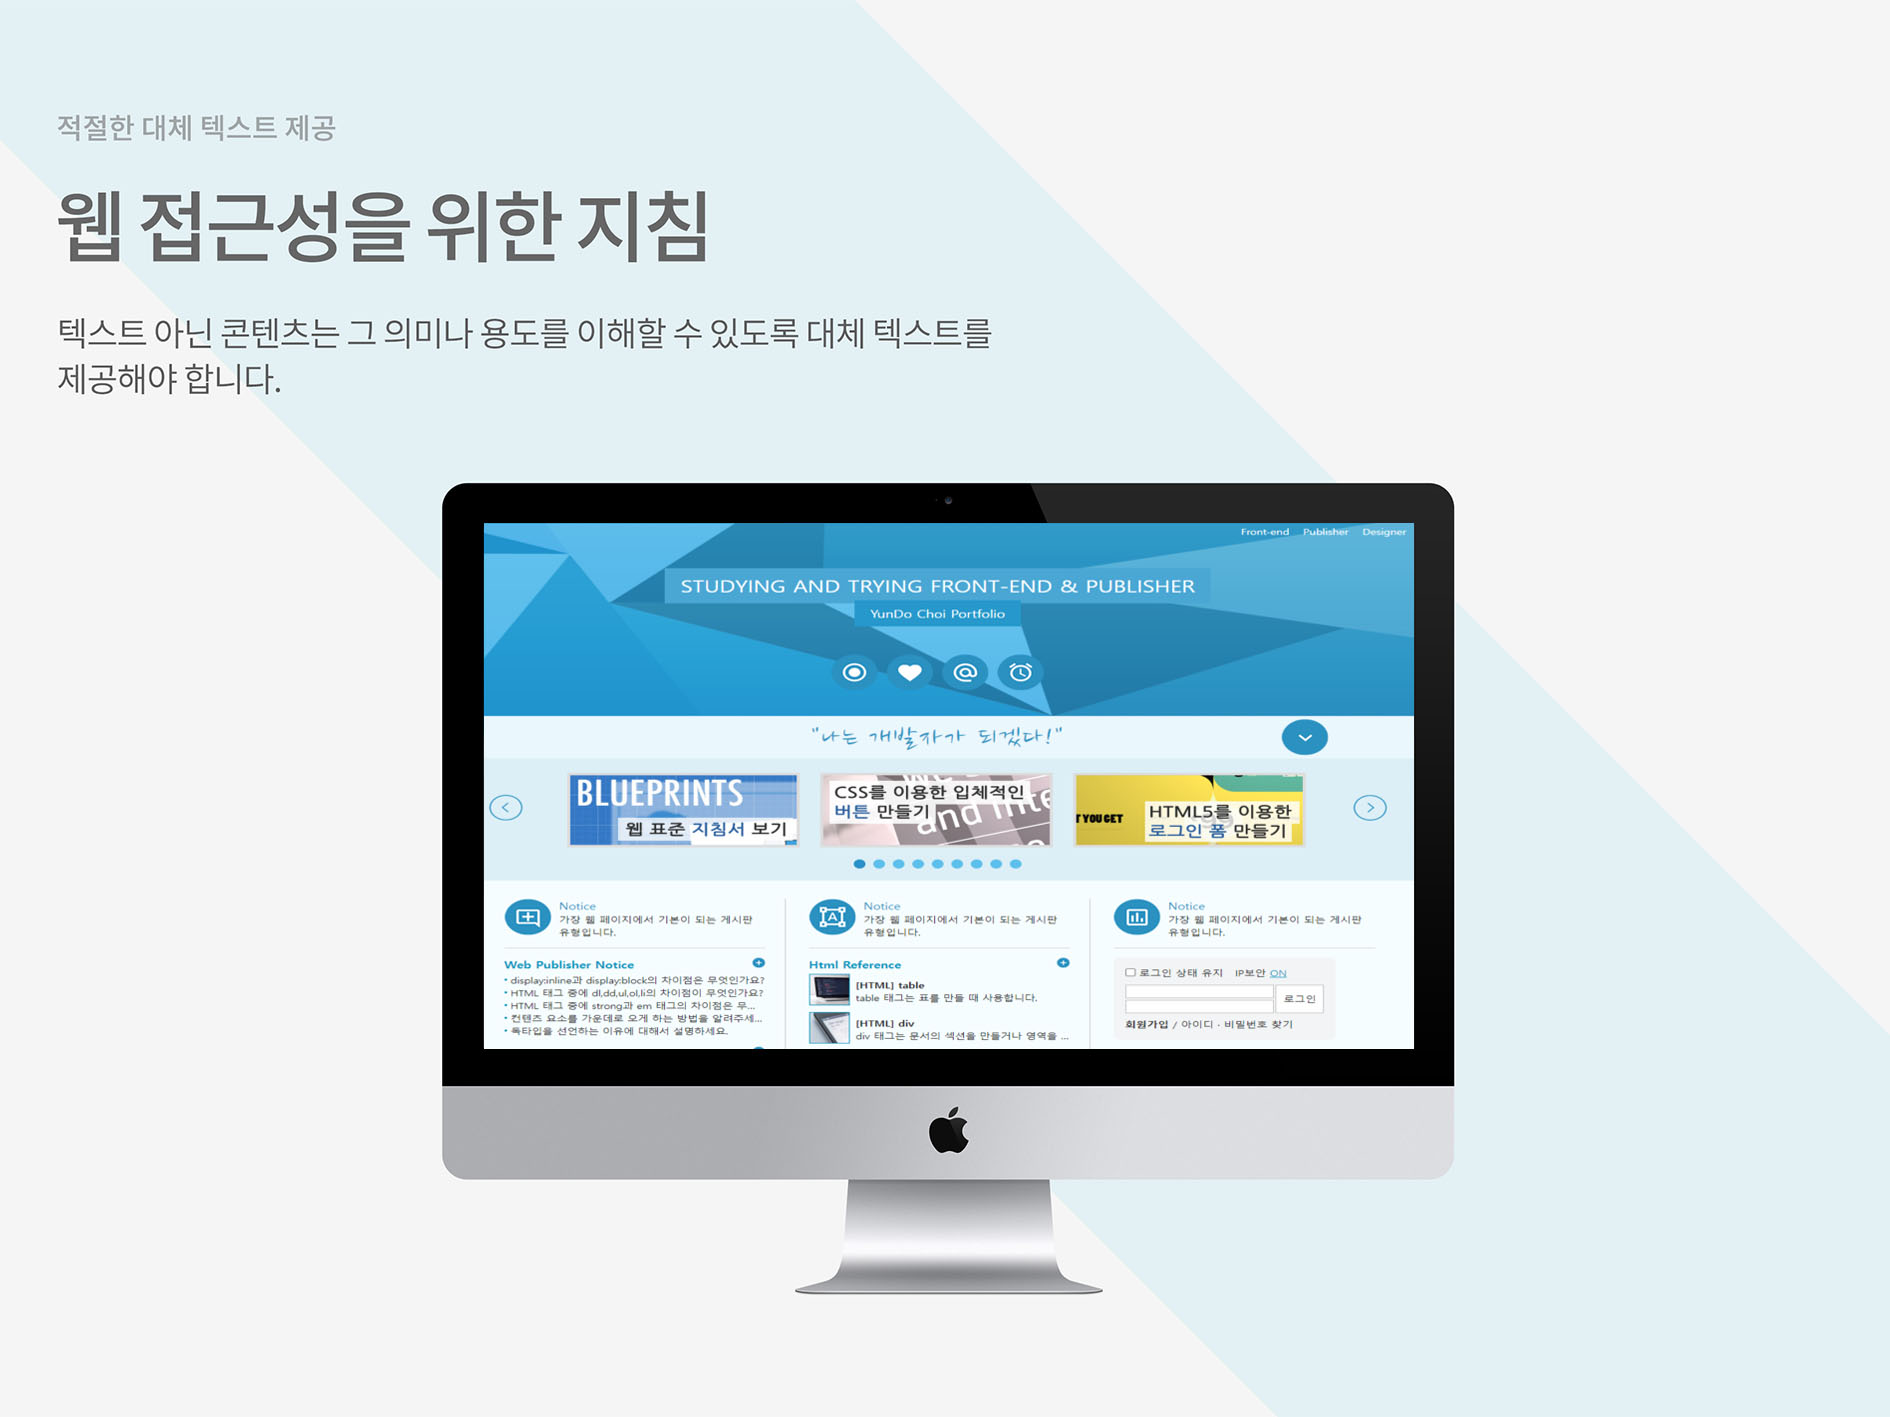 적절한 대체 텍스트 제공
웹 접근성을 위한 지침
텍스트 아닌 콘텐츠는 그 의미나 용도를 이해할 수 있도록 대체 텍스트를
제공해야 합니다.
Front-end Publisher Designer
STUDYING AND TRYING FRONT-END & PUBLISHER
YunDo Choi Portfolio
"나는 개발자가 되겠다!"
BLUEPRINTS
웹 표준 지침서 보기
CSS를 이용한 입체적인
버튼 만들기
and inte
T YOU GET
HTML5를 이용한
로그인 폼 만들기
Notice
가장 웹 페이지에서 기본이 되는 게시판
유형입니다.
Web Publisher Notice
• display:inline과 display:block의 차이점은 무엇인가요?
• HTML 태그 중에 dl,dd,ul,ol,li의 차이점이 무엇인가요?
• HTML 태그 중에 strong과 em 태그의 차이점은 무...
• 컨텐츠 요소를 가운데로 오게 하는 방법을 알려주세...
• 독타입을 선언하는 이유에 대해서 설명하세요.
Notice
가장 웹 페이지에서 기본이 되는 게시판
유형입니다.
Html Reference
[HTML] table
table 태그는 표를 만들 때 사용합니다.
[HTML] div
div 태그는 문서의 섹션을 만들거나 영역을 ...
Notice
가장 웹 페이지에서 기본이 되는 게시판
유형입니다.
로그인 상태 유지 IP보안 ON
로그인
회원가입 / 아이디 · 비밀번호 찾기